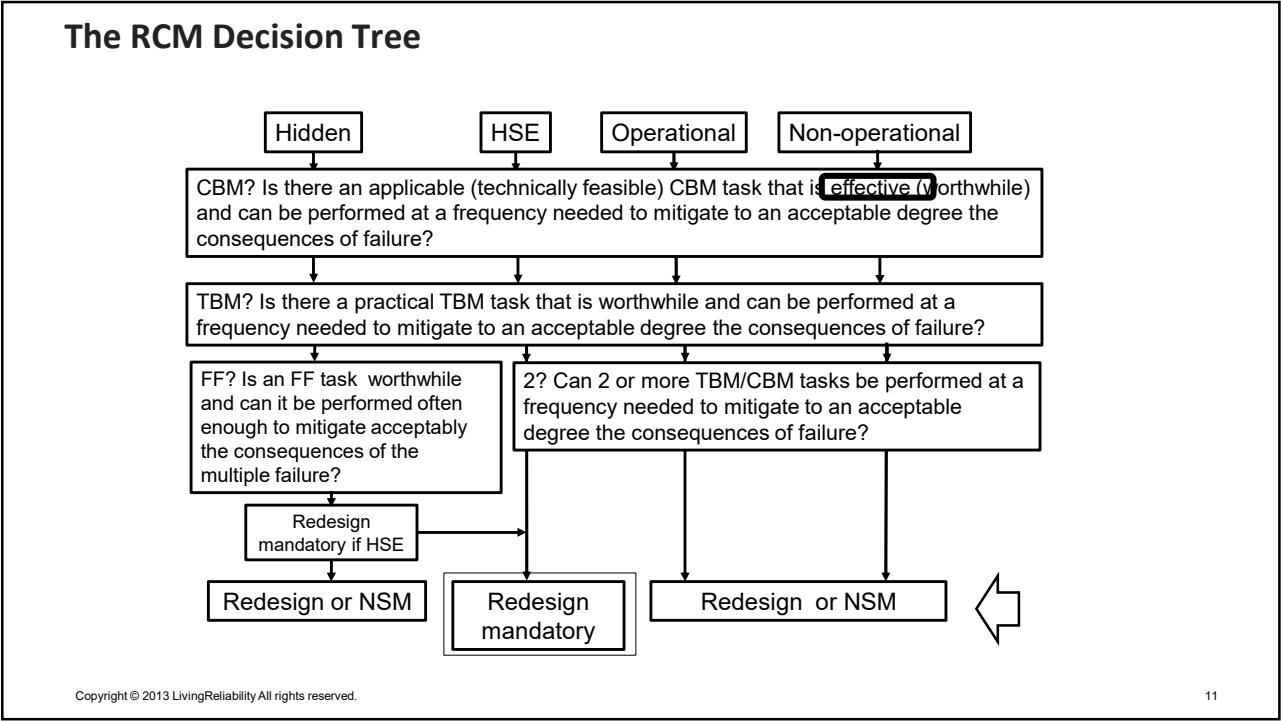 The RCM Decision Tree
Hidden
HSE
Operational
Non-operational
CBM? Is there an applicable (technically feasible) CBM task that is effective (worthwhile)
and can be performed at a frequency needed to mitigate to an acceptable degree the
consequences of failure?
TBM? Is there a practical TBM task that is worthwhile and can be performed at a
frequency needed to mitigate to an acceptable degree the consequences of failure?
FF? Is an FF task worthwhile
and can it be performed often
enough to mitigate acceptably
the consequences of the
multiple failure?
2? Can 2 or more TBM/CBM tasks be performed at a
frequency needed to mitigate to an acceptable
degree the consequences of failure?
Redesign
mandatory if HSE
Redesign or NSM
Redesign
mandatory
Redesign or NSM
Copyright © 2013 LivingReliability All rights reserved.
11